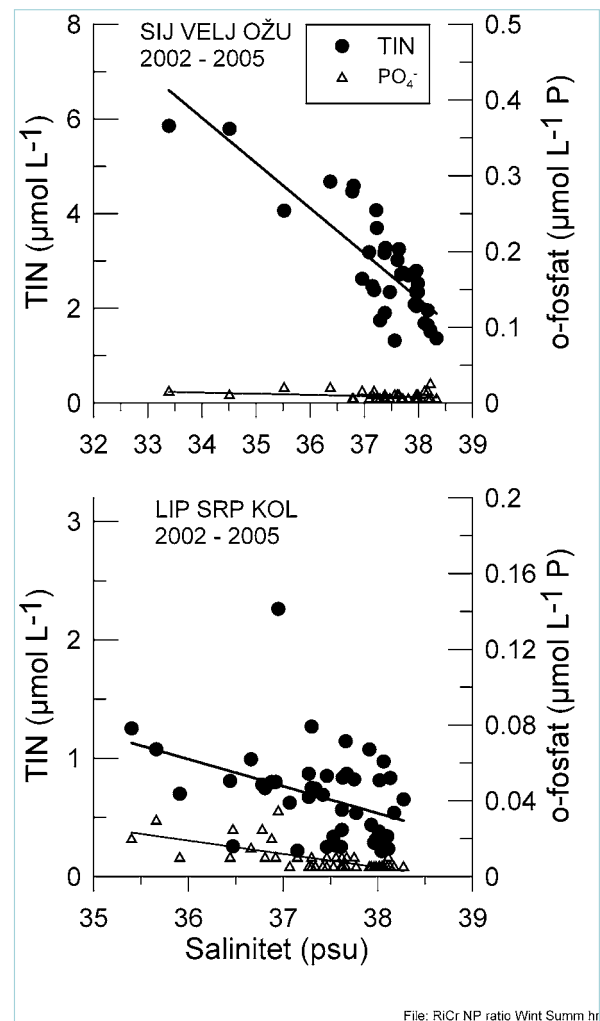 SIJ VELJ OŽU
2002 - 2005
TIN
PO₄⁻
TIN (µmol L⁻¹)
8
6
4
2
0
o-fosfat (µmol L⁻¹ P)
0.5
0.4
0.3
0.2
0.1
0
32 33 34 35 36 37 38 39
LIP SRP KOL
2002 - 2005
TIN (µmol L⁻¹)
3
2
1
0
o-fosfat (µmol L⁻¹ P)
0.2
0.16
0.12
0.08
0.04
0
35 36 37 38 39
Salinitet (psu)
File: RiCr NP ratio Wint Summ hr